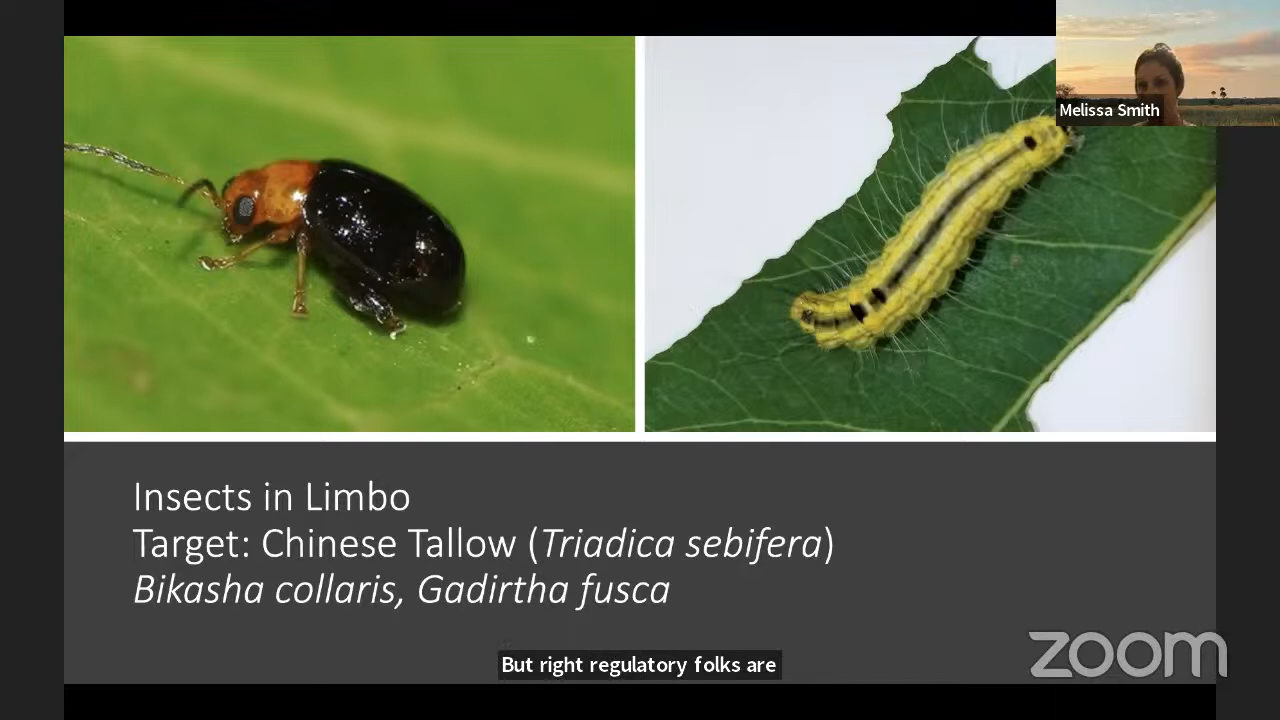 Melissa Smith
Insects in Limbo
Target: Chinese Tallow (Triadica sebifera)
Bikasha collaris, Gadirtha fusca
But right regulatory folks are
zoom